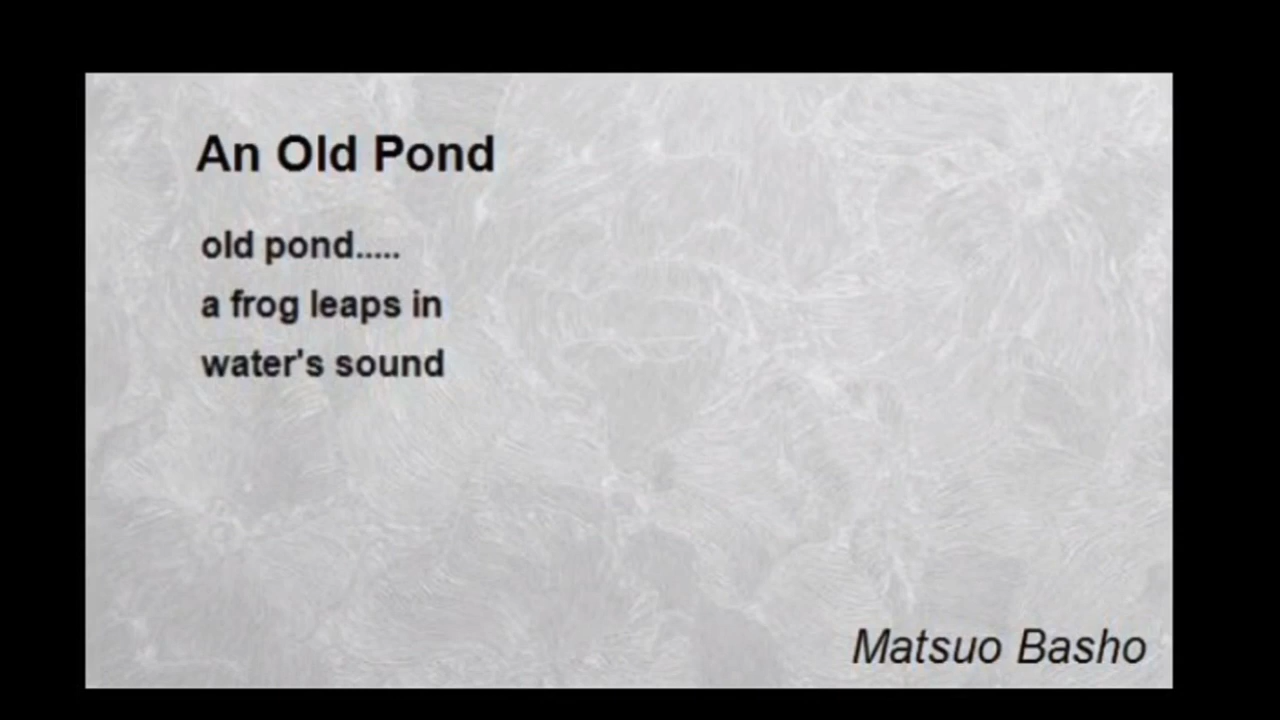 An Old Pond
old pond.....
a frog leaps in
water's sound
Matsuo Basho